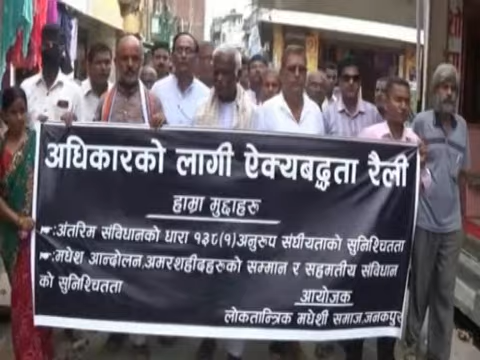 अधिकारको लागी ऐक्यबद्धता रैली
हाम्रा मुद्दाहरु
अंतरिम संविधानको धारा १३८(१)अनुरुप संघीयताको सुनिश्चितता
मधेश आन्दोलन,अमरशहीदहरुको सम्मान र सहमतीय संविधान
को सुनिश्चितता
आयोजक
लोकतान्त्रिक मधेशी समाज,जनकपुर